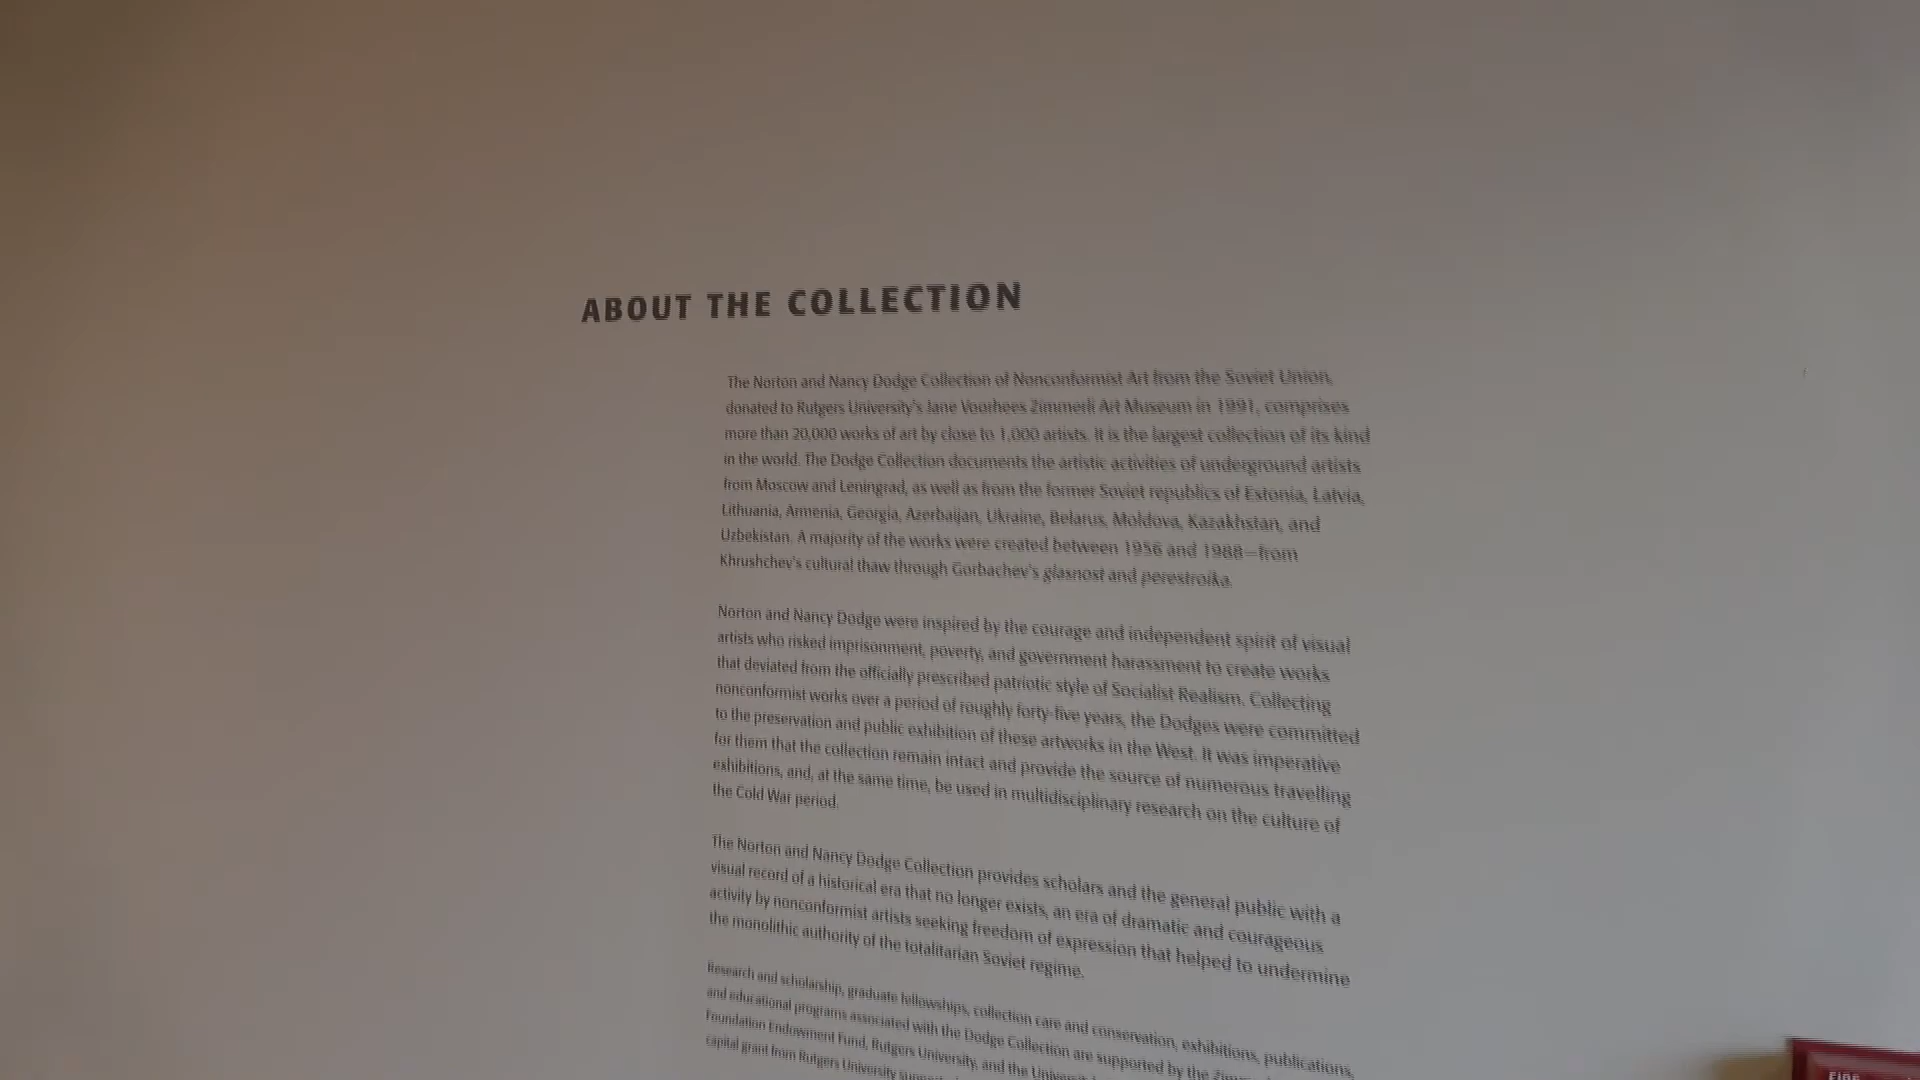 ABOUT THE COLLECTION
The Norton and Nancy Dodge Collection of Nonconformist Art from the Soviet Union,
donated to Rutgers University's Jane Voorhees Zimmerli Art Museum in 1991, comprises
more than 20,000 works of art by close to 1,000 artists. It is the largest collection of its kind
in the world. The Dodge Collection documents the artistic activities of underground artists
from Moscow and Leningrad, as well as from the former Soviet republics of Estonia, Latvia,
Lithuania, Armenia, Georgia, Azerbaijan, Ukraine, Belarus, Moldova, Kazakhstan, and
Uzbekistan. A majority of the works were created between 1956 and 1988—from
Khrushchev's cultural thaw through Gorbachev's glasnost and perestroika.
Norton and Nancy Dodge were inspired by the courage and independent spirit of visual
artists who risked imprisonment, poverty, and government harassment to create works
that deviated from the officially prescribed patriotic style of Socialist Realism. Collecting
nonconformist works over a period of roughly forty-five years, the Dodges were committed
to the preservation and public exhibition of these artworks in the West. It was imperative
for them that the collection remain intact and provide the source of numerous travelling
exhibitions, and, at the same time, be used in multidisciplinary research on the culture of
the Cold War period.
The Norton and Nancy Dodge Collection provides scholars and the general public with a
visual record of a historical era that no longer exists, an era of dramatic and courageous
activity by nonconformist artists seeking freedom of expression that helped to undermine
the monolithic authority of the totalitarian Soviet regime.
Research and scholarship, graduate fellowships, collection care and conservation, exhibitions, publications,
and educational programs associated with the Dodge Collection are supported by the
Foundation Endowment Fund, Rutgers University, and the
capital grant from Rutgers University
FIRE